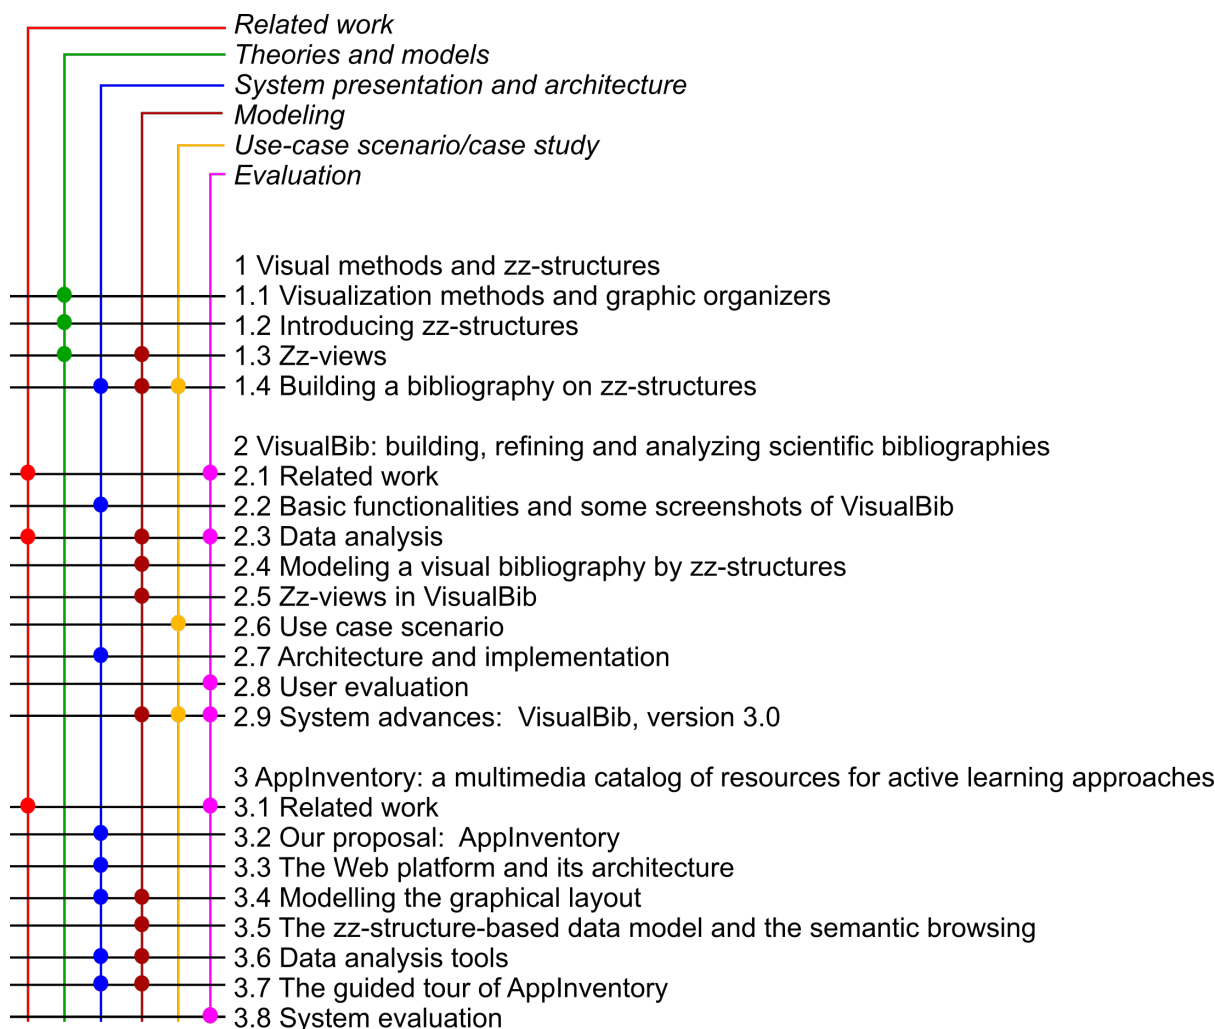 Related work
Theories and models
System presentation and architecture
Modeling
Use-case scenario/case study
Evaluation
1 Visual methods and zz-structures
1.1 Visualization methods and graphic organizers
1.2 Introducing zz-structures
1.3 Zz-views
1.4 Building a bibliography on zz-structures
2 VisualBib: building, refining and analyzing scientific bibliographies
2.1 Related work
2.2 Basic functionalities and some screenshots of VisualBib
2.3 Data analysis
2.4 Modeling a visual bibliography by zz-structures
2.5 Zz-views in VisualBib
2.6 Use case scenario
2.7 Architecture and implementation
2.8 User evaluation
2.9 System advances: VisualBib, version 3.0
3 AppInventory: a multimedia catalog of resources for active learning approaches
3.1 Related work
3.2 Our proposal: AppInventory
3.3 The Web platform and its architecture
3.4 Modelling the graphical layout
3.5 The zz-structure-based data model and the semantic browsing
3.6 Data analysis tools
3.7 The guided tour of AppInventory
3.8 System evaluation